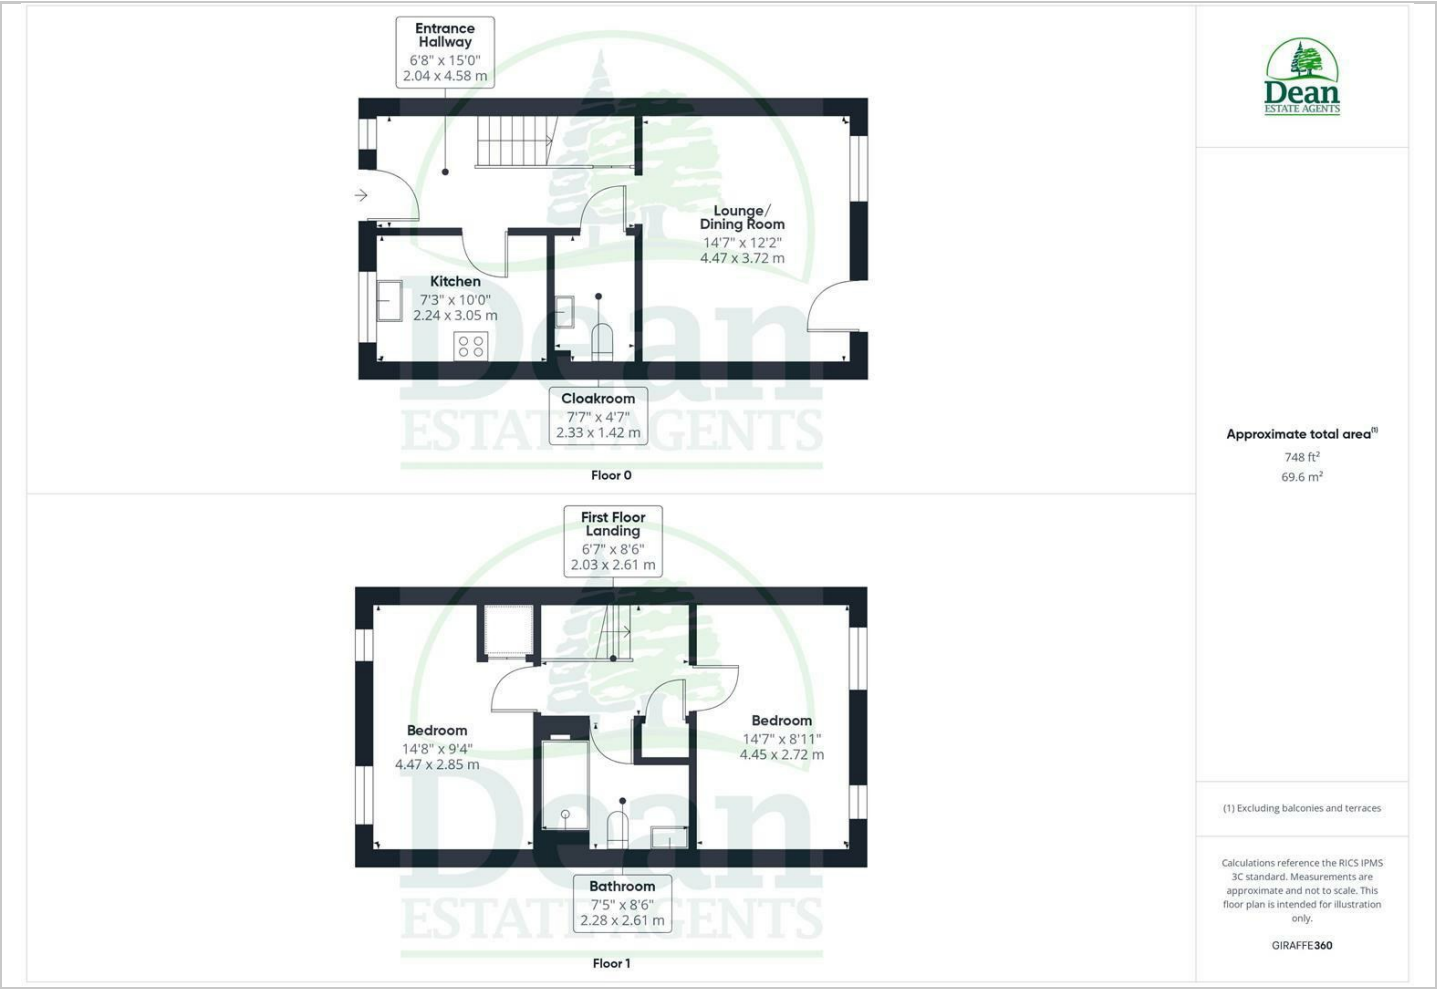 Entrance
Hallway
6'8" x 15'0"
2.04 x 4.58 m
Lounge/
Dining Room
14'7" x 12'2"
4.47 x 3.72 m
Kitchen
7'3" x 10'0"
2.24 x 3.05 m
Cloakroom
7'7" x 4'7"
2.33 x 1.42 m
Dean
ESTATE AGENTS
Floor 0
First Floor
Landing
6'7" x 8'6"
2.03 x 2.61 m
Bedroom
14'8" x 9'4"
4.47 x 2.85 m
Bedroom
14'7" x 8'11"
4.45 x 2.72 m
Bathroom
7'5" x 8'6"
2.28 x 2.61 m
Dean
ESTATE AGENTS
Floor 1
Dean
ESTATE AGENTS
Approximate total area(1)
748 ft²
69.6 m²
(1) Excluding balconies and terraces
Calculations reference the RICS IPMS
3C standard. Measurements are
approximate and not to scale. This
floor plan is intended for illustration
only.
GIRAFFE360